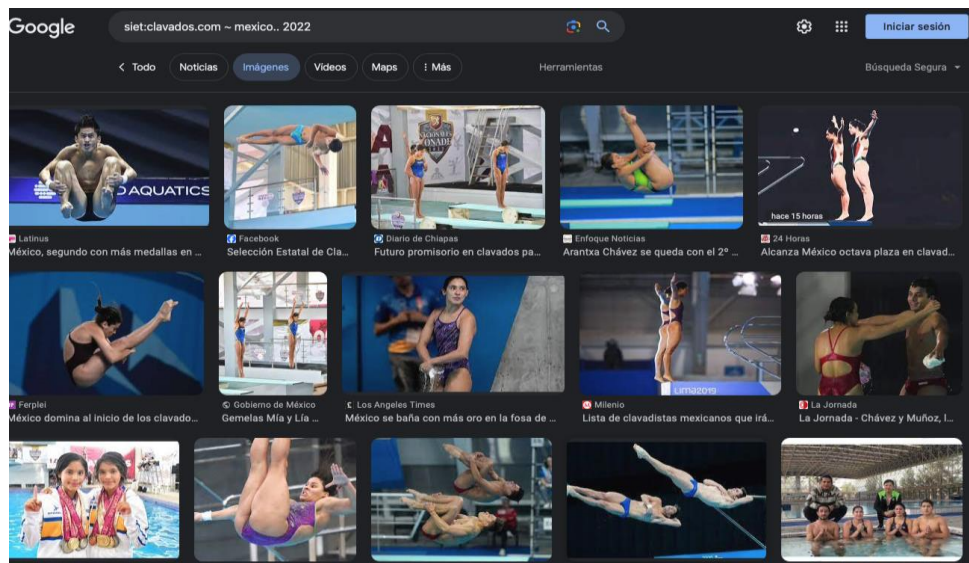 Google
siet:clavados.com ~ mexico.. 2022
Iniciar sesión
Todo Noticias Imágenes Vídeos Maps Más Herramientas Búsqueda Segura
D AQUATICS
ONADE
hace 15 horas
Latinus Facebook Diario de Chiapas Enfoque Noticias 24 Horas
México, segundo con más medallas en ... Selección Estatal de Cla... Futuro promisorio en clavados pa... Arantxa Chávez se queda con el 2º ... Alcanza México octava plaza en clavad...
Lima2019
Ferplei Gobierno de México Los Angeles Times Milenio La Jornada
México domina al inicio de los clavado... Gemelas Mía y Lía ... México se baña con más oro en la fosa de ... Lista de clavadistas mexicanos que irá... La Jornada - Chávez y Muñoz, l...